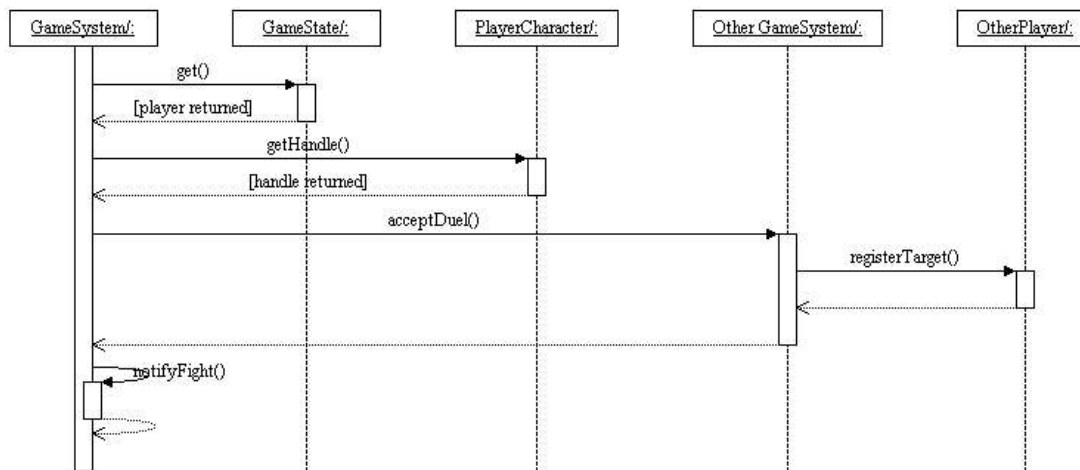 GameSystem/:
GameState/:
PlayerCharacter/:
Other GameSystem/:
OtherPlayer/:
get()
[player returned]
getHandle()
[handle returned]
acceptDuel()
registerTarget()
notifyFight()